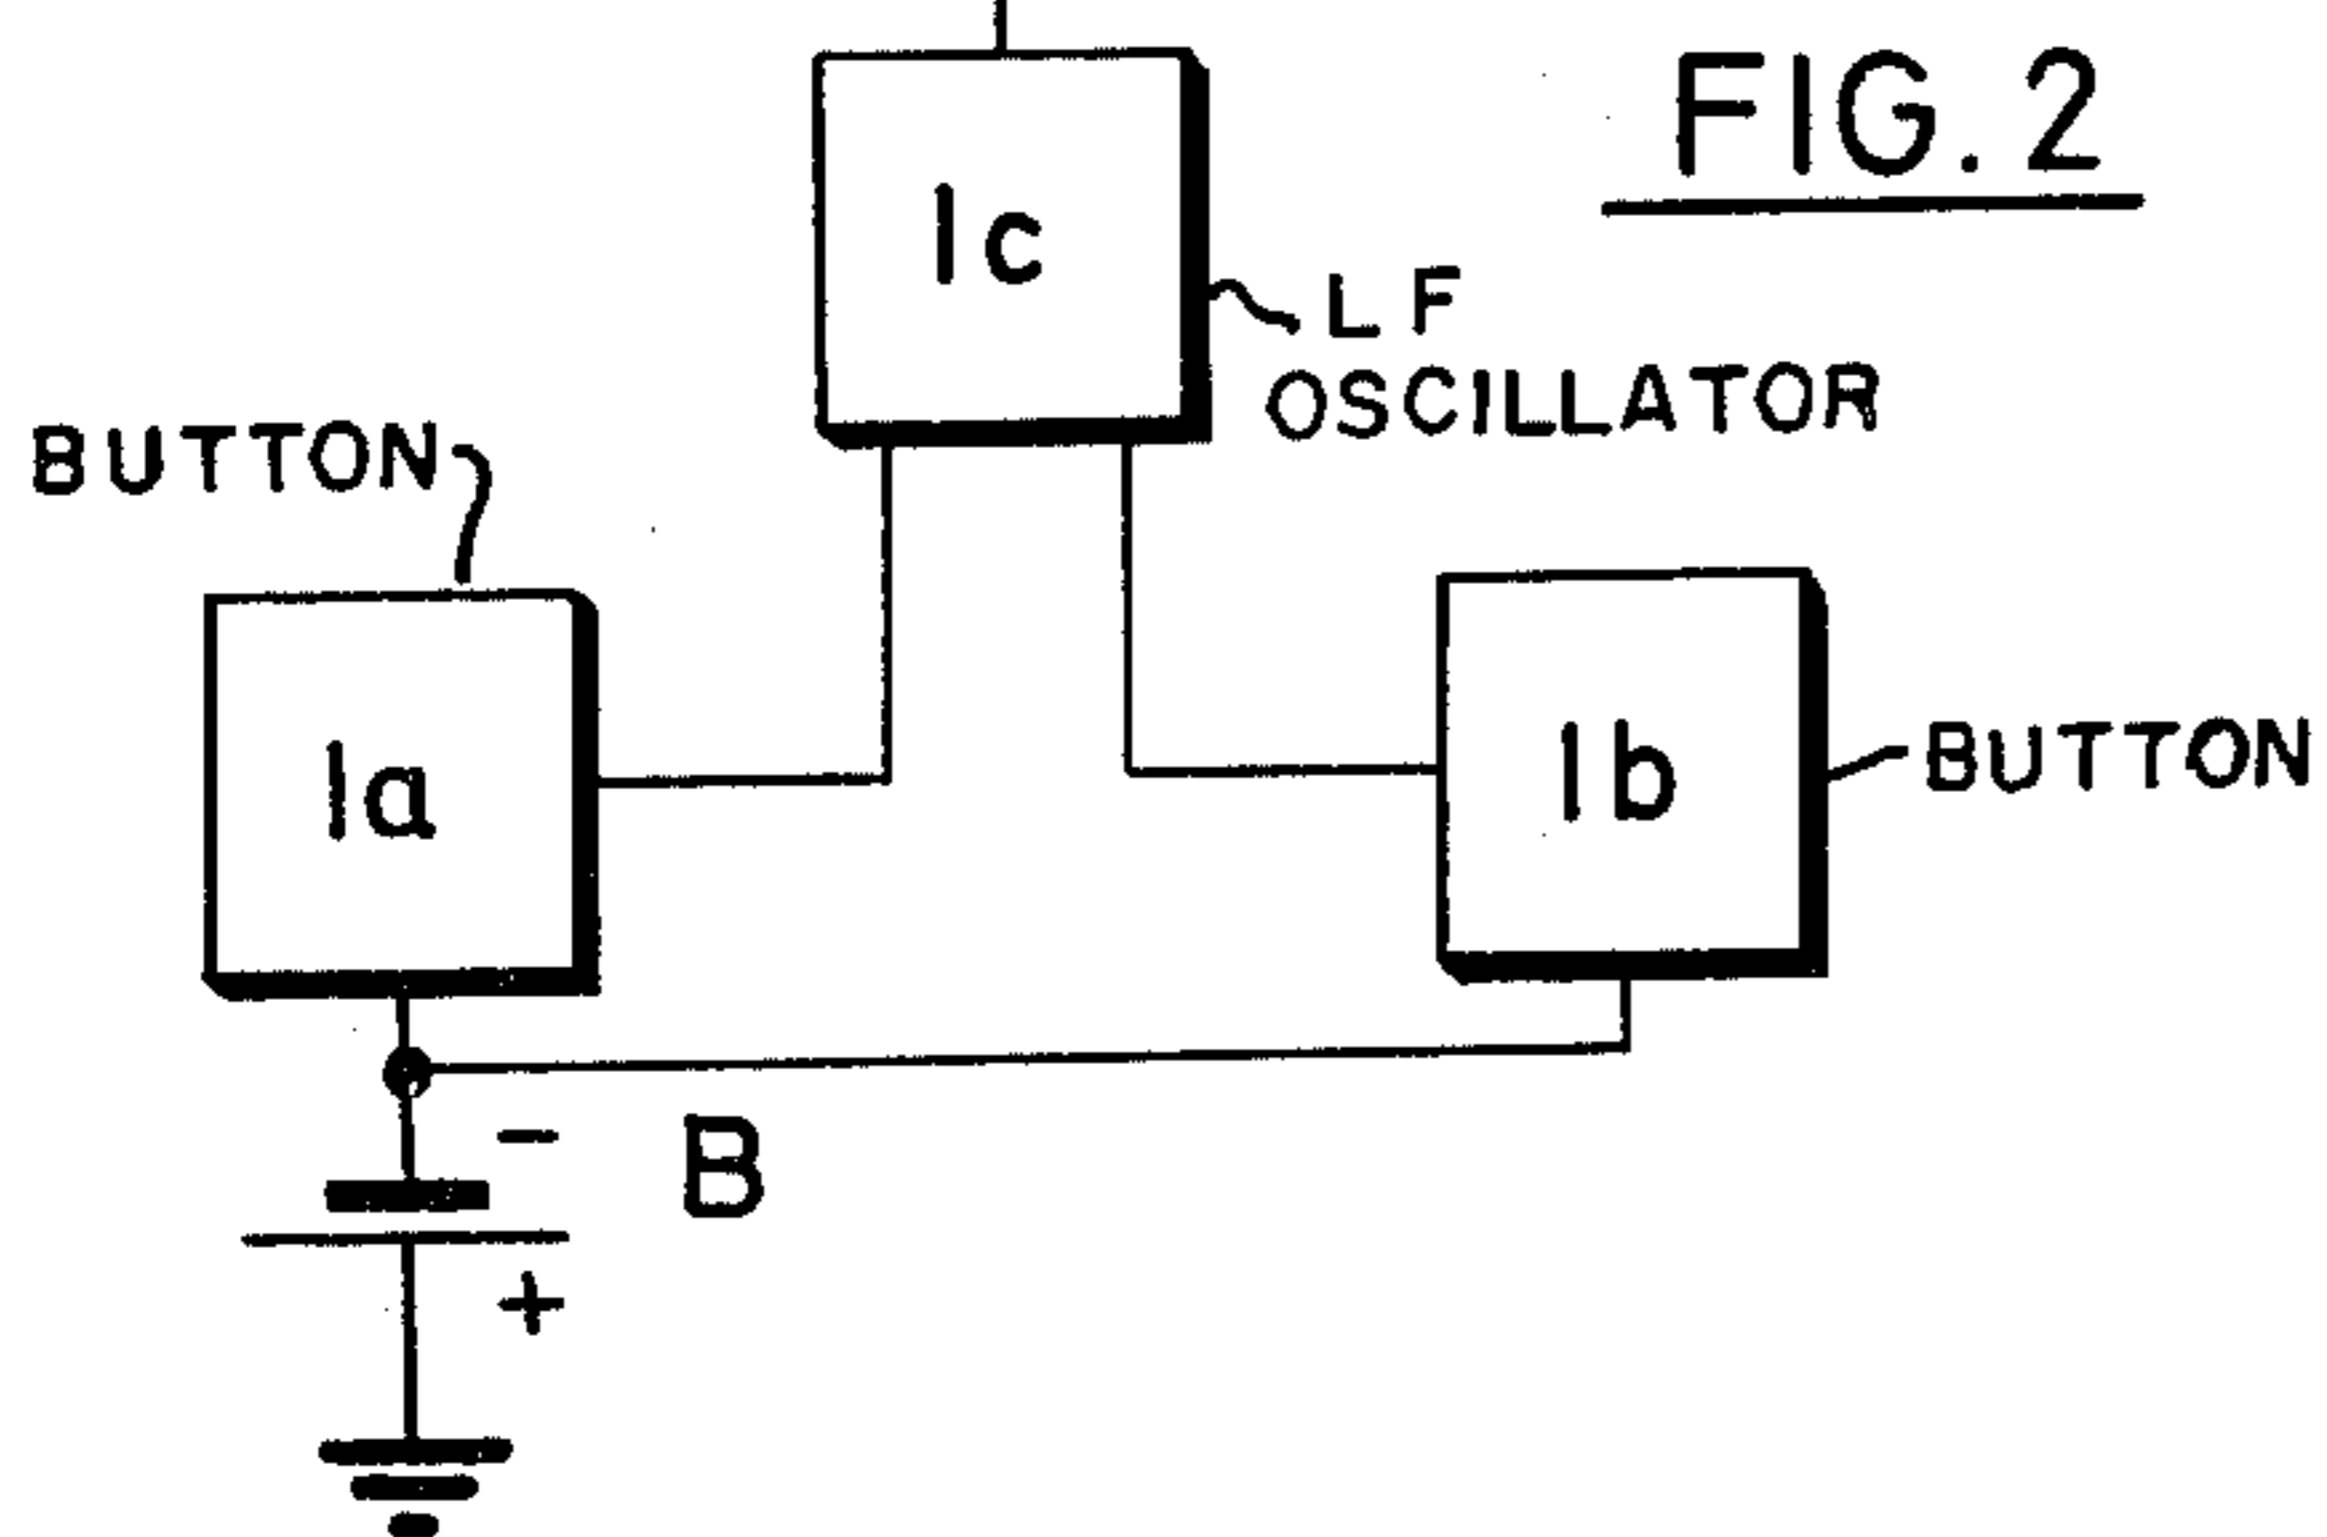 FIG. 2
1c
LF
OSCILLATOR
BUTTON
1a
1b
BUTTON
-
B
+